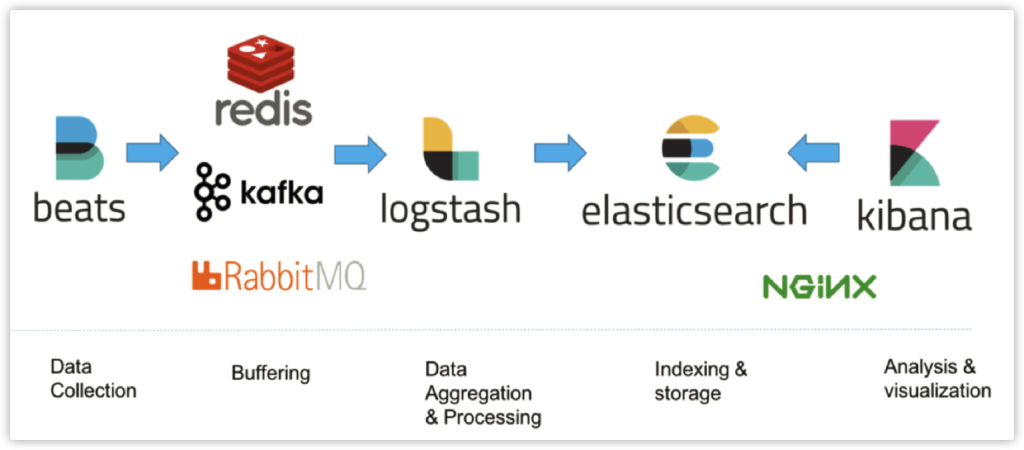 redis
beats
kafka
logstash
elasticsearch
kibana
RabbitMQ
NGINX
Data
Collection
Buffering
Data
Aggregation
& Processing
Indexing &
storage
Analysis &
visualization